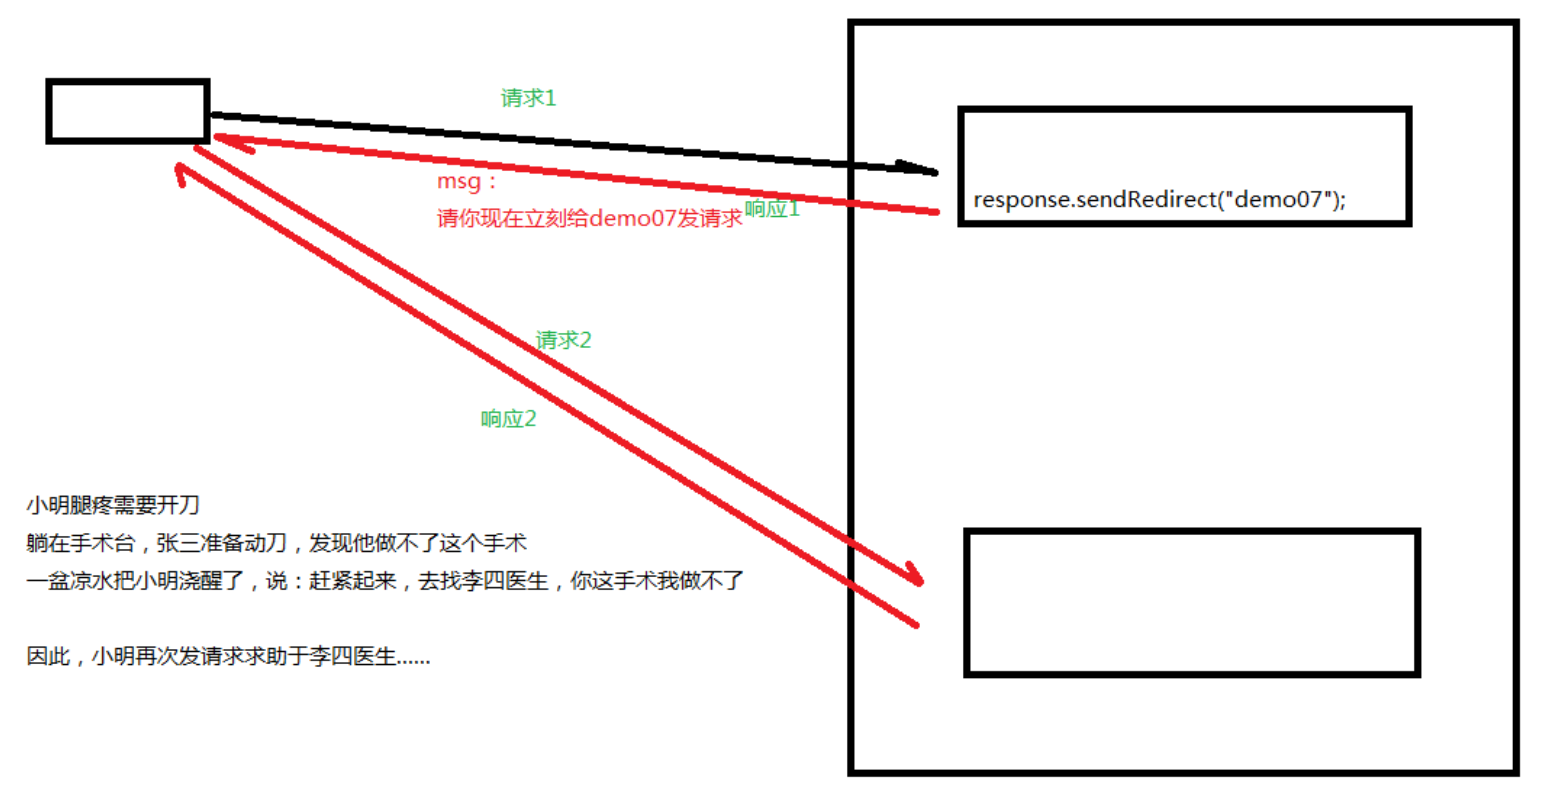 请求1
response.sendRedirect("demo07");
msg：
请你现在立刻给demo07发请求
响应1
请求2
响应2
小明腿疼需要开刀
躺在手术台，张三准备动刀，发现他做不了这个手术
一盆凉水把小明浇醒了，说：赶紧起来，去找李四医生，你这手术我做不了
因此，小明再次发请求求助于李四医生......